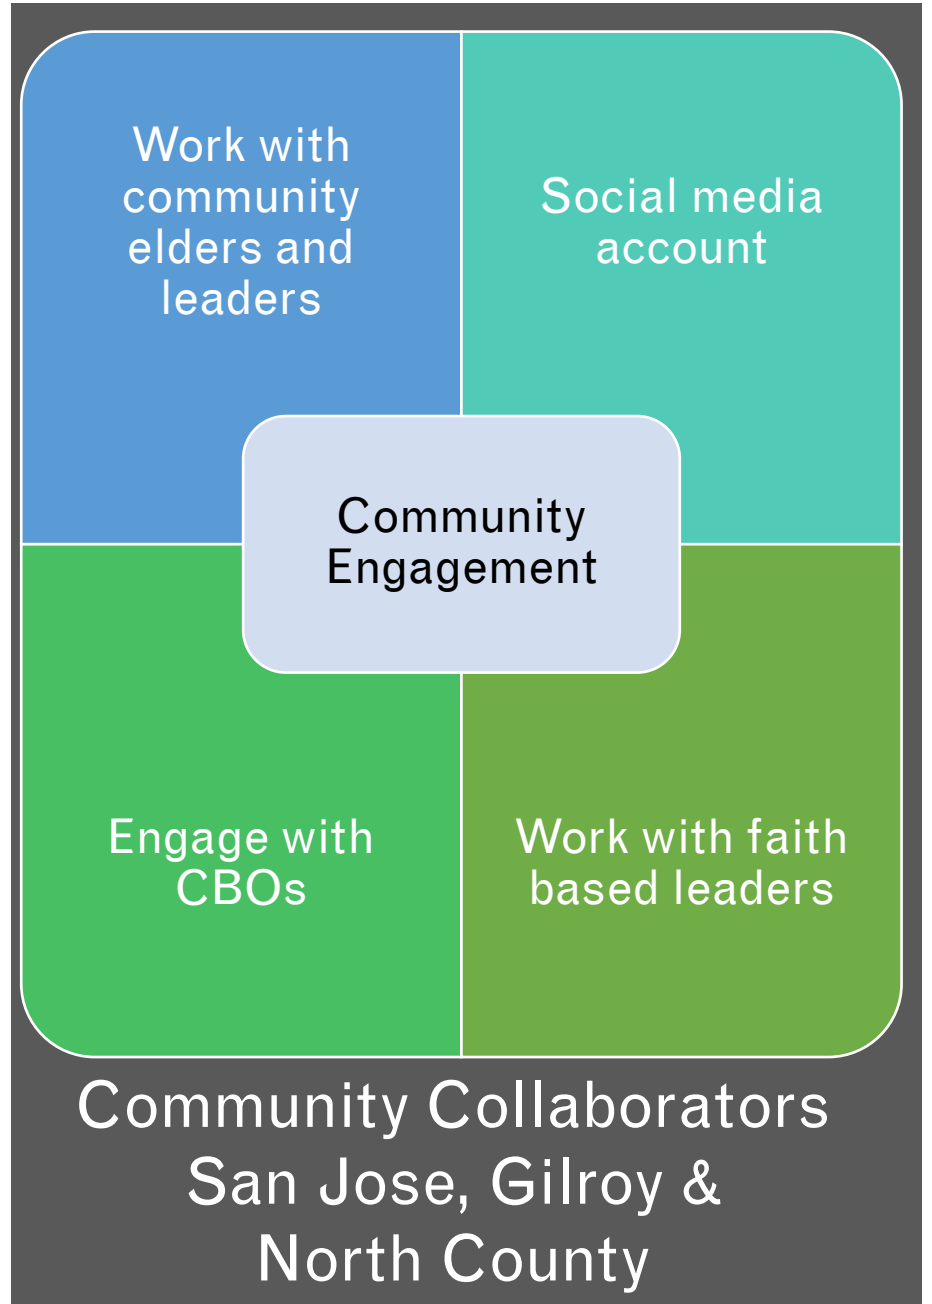 Work with
community
elders and
leaders
Social media
account
Community
Engagement
Engage with
CBOs
Work with faith
based leaders
Community Collaborators
San Jose, Gilroy &
North County